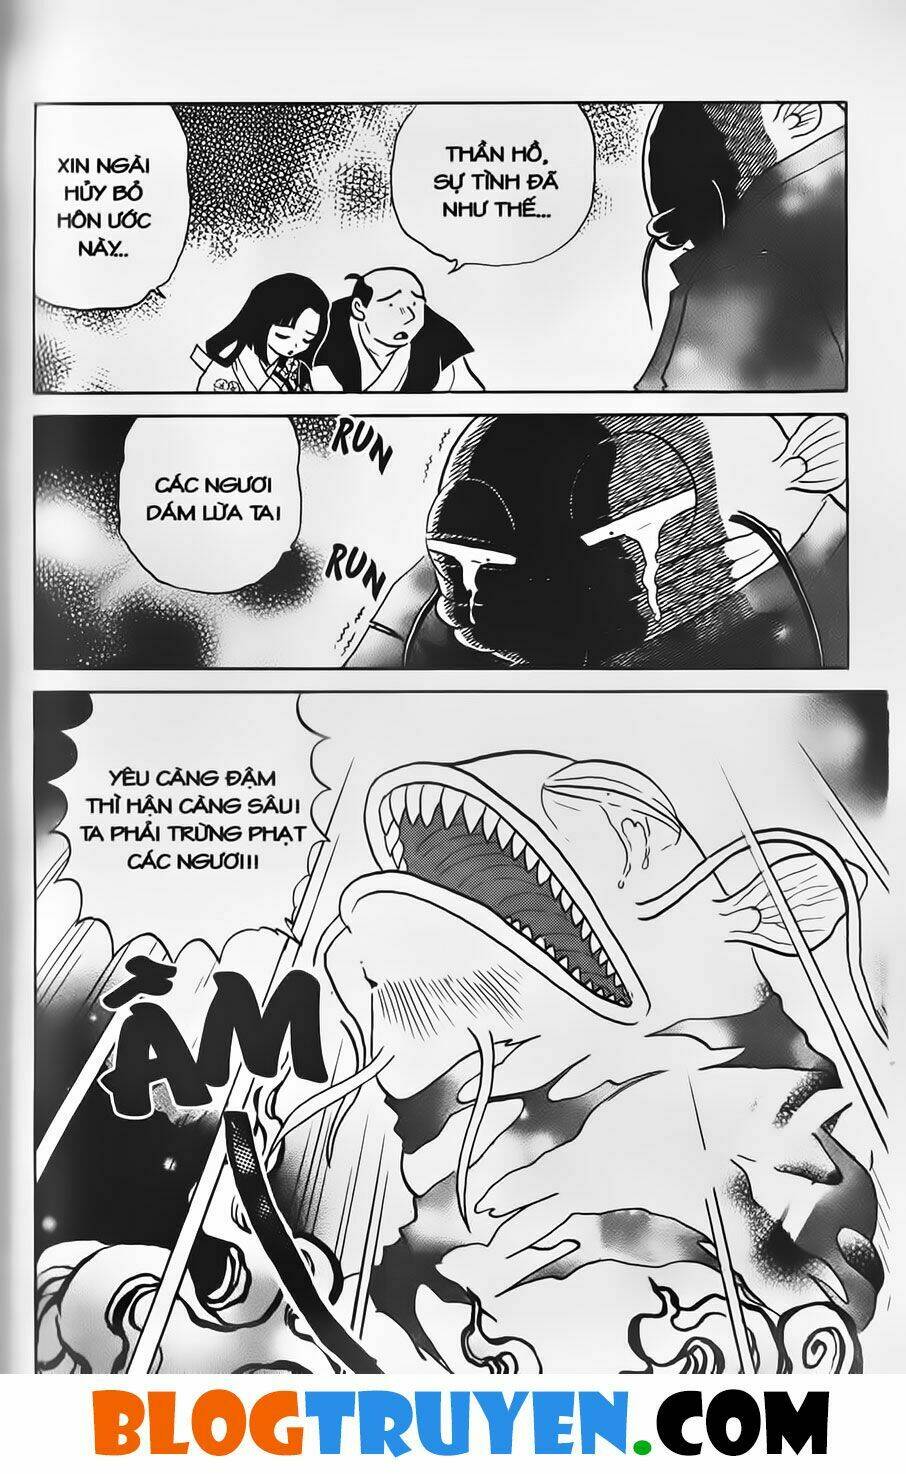 THẦN HỒ,
SỰ TÌNH ĐÃ
NHƯ THẾ...
XIN NGÀI
HỦY BỎ
HÔN ƯỚC
NÀY...
RUN
RUN
CÁC NGƯƠI
DÁM LỪA TA!
YÊU CÀNG ĐẬM
THÌ HẬN CÀNG SÂU!
TA PHẢI TRỪNG PHẠT
CÁC NGƯƠI!!!
ẦM
BLOGTRUYEN.COM